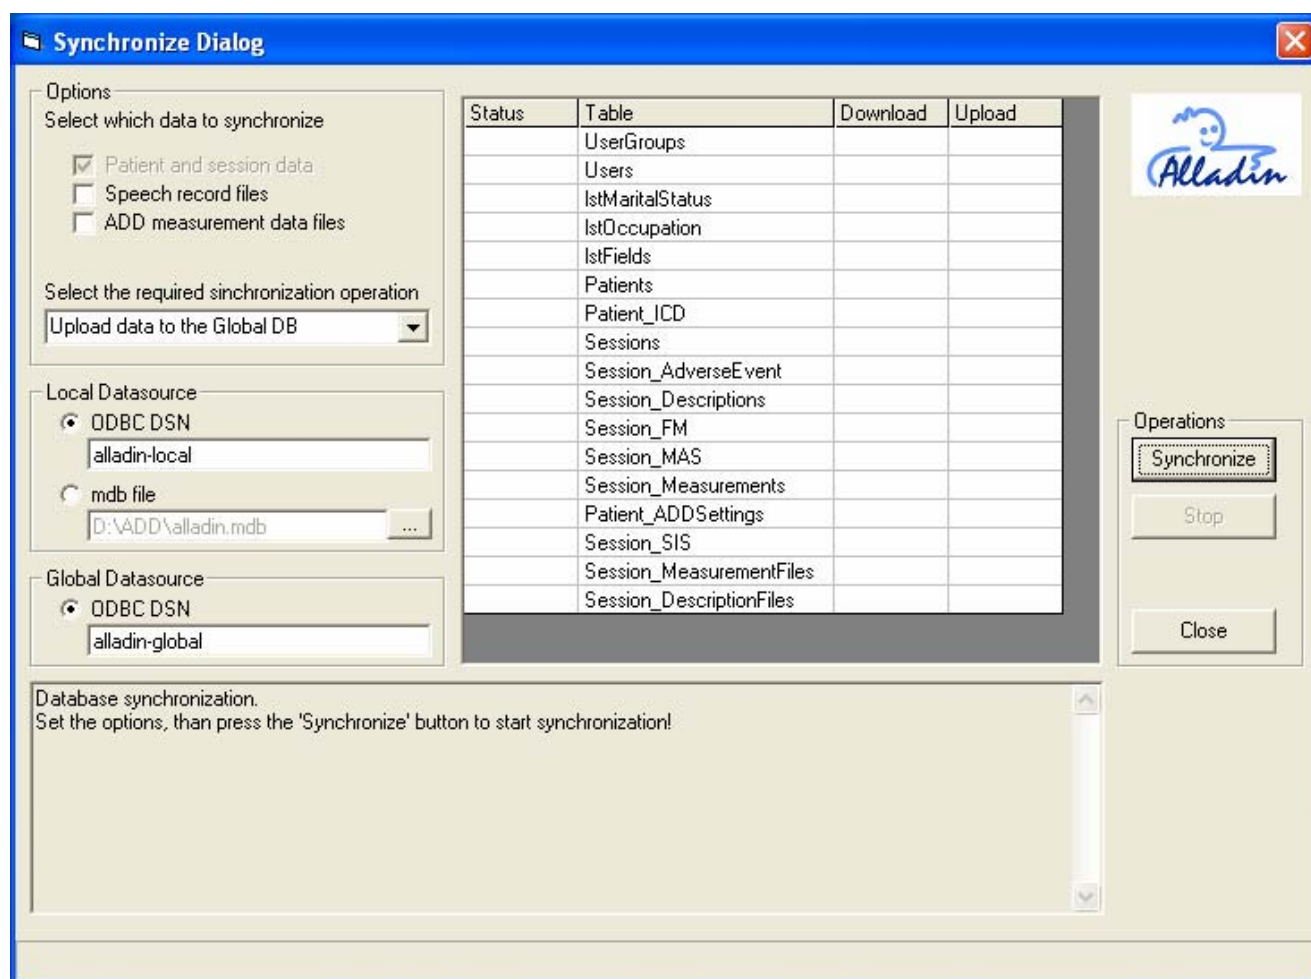 Synchronize Dialog
Options
Select which data to synchronize
Patient and session data
Speech record files
ADD measurement data files
Select the required sinchronization operation
Upload data to the Global DB
Local Datasource
ODBC DSN
alladin-local
mdb file
D:\ADD\alladin.mdb
...
Global Datasource
ODBC DSN
alladin-global
Status Table Download Upload
UserGroups
Users
lstMaritalStatus
lstOccupation
lstFields
Patients
Patient_ICD
Sessions
Session_AdverseEvent
Session_Descriptions
Session_FM
Session_MAS
Session_Measurements
Patient_ADDSettings
Session_SIS
Session_MeasurementFiles
Session_DescriptionFiles
Alladin
Operations
Synchronize
Stop
Close
Database synchronization.
Set the options, than press the 'Synchronize' button to start synchronization!